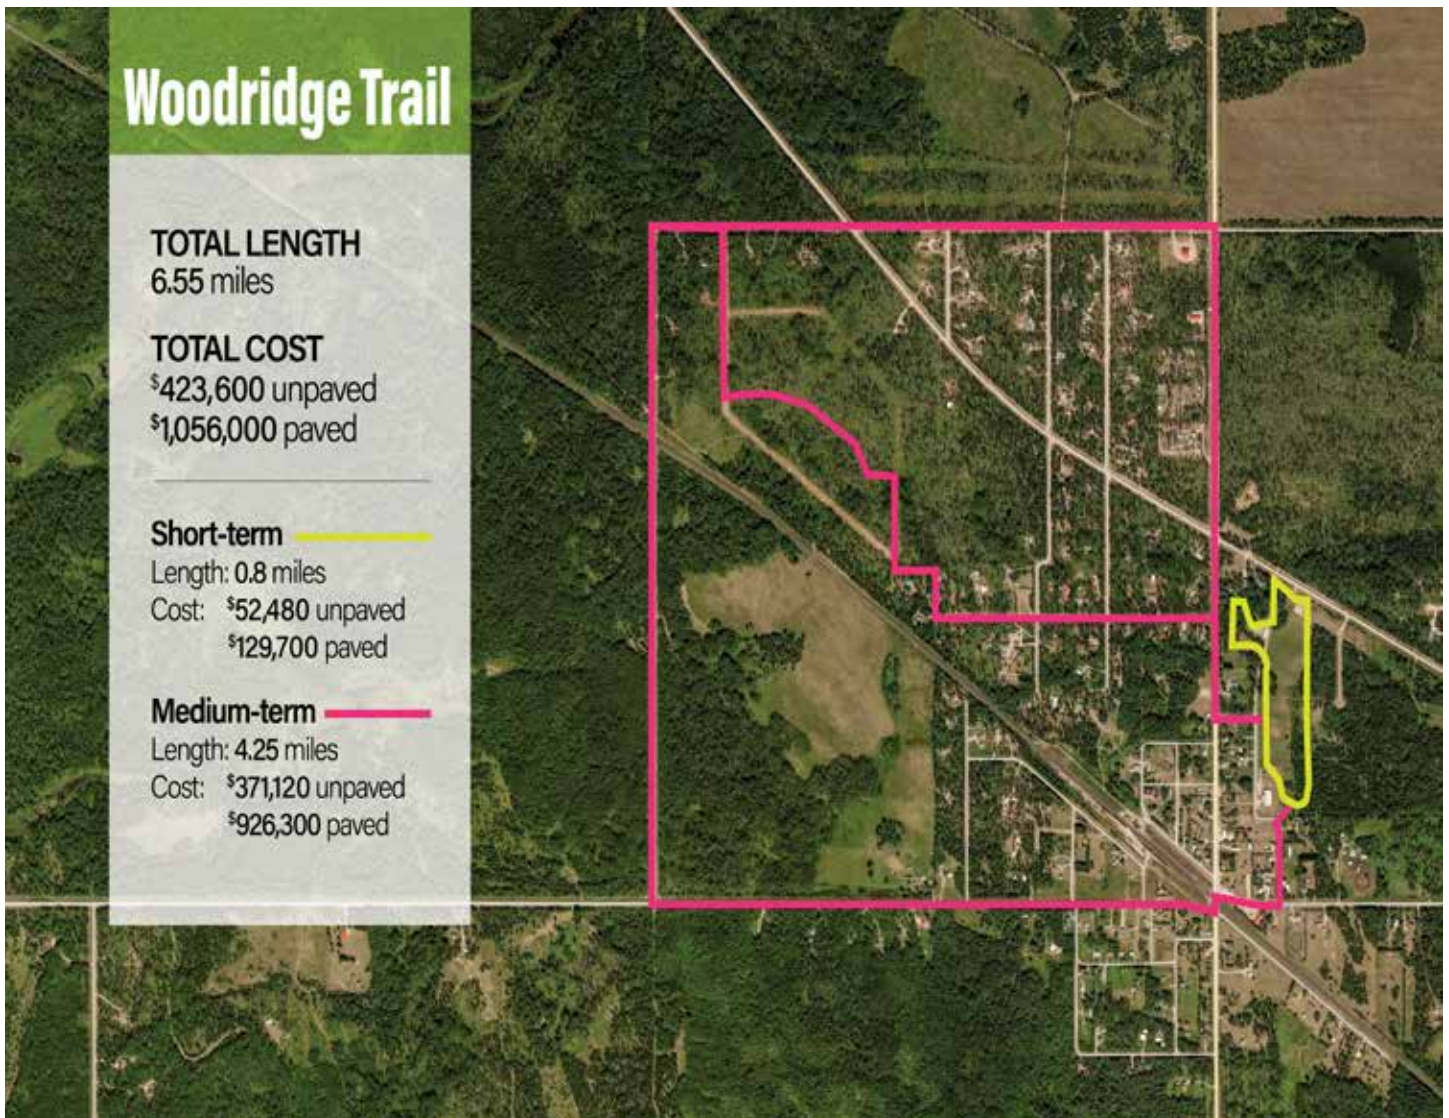 Woodridge Trail
TOTAL LENGTH
6.55 miles
TOTAL COST
$423,600 unpaved
$1,056,000 paved
Short-term
Length: 0.8 miles
Cost: $52,480 unpaved
$129,700 paved
Medium-term
Length: 4.25 miles
Cost: $371,120 unpaved
$926,300 paved